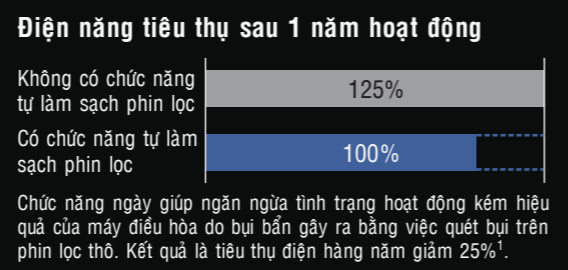 Điện năng tiêu thụ sau 1 năm hoạt động
Không có chức năng
tự làm sạch phin lọc
125%
Có chức năng tự làm
sạch phin lọc
100%
Chức năng ngày giúp ngăn ngừa tình trạng hoạt động kém hiệu
quả của máy điều hòa do bụi bẩn gây ra bằng việc quét bụi trên
phin lọc thô. Kết quả là tiêu thụ điện hàng năm giảm 25%¹.